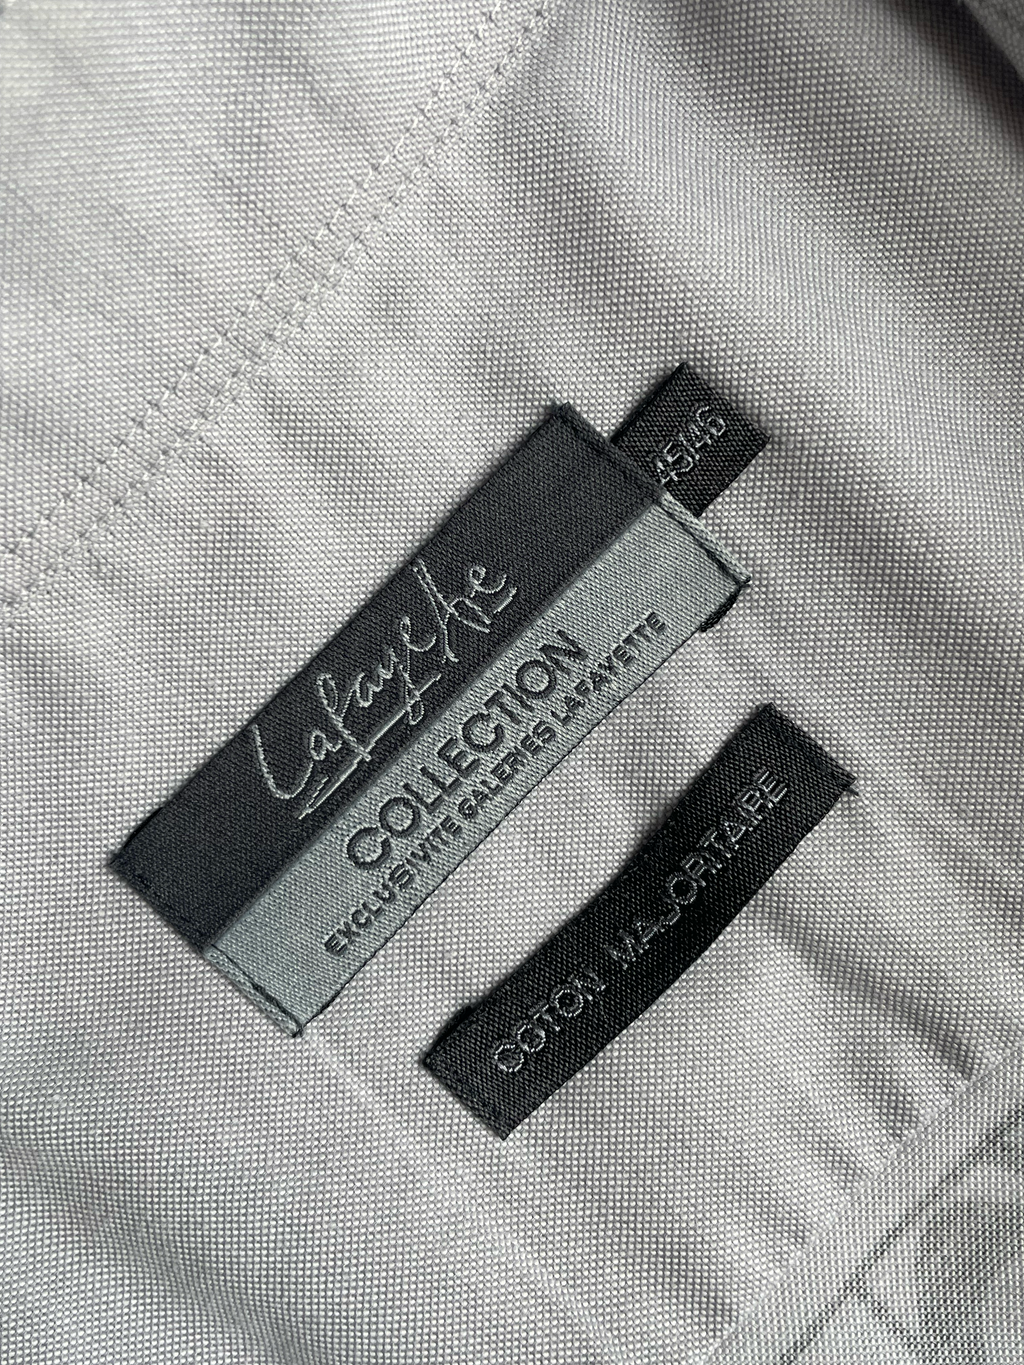 45/46
Lafayette
COLLECTION
EXCLUSIVITE GALERIES LAFAYETTE
COTON MAJORITAIRE